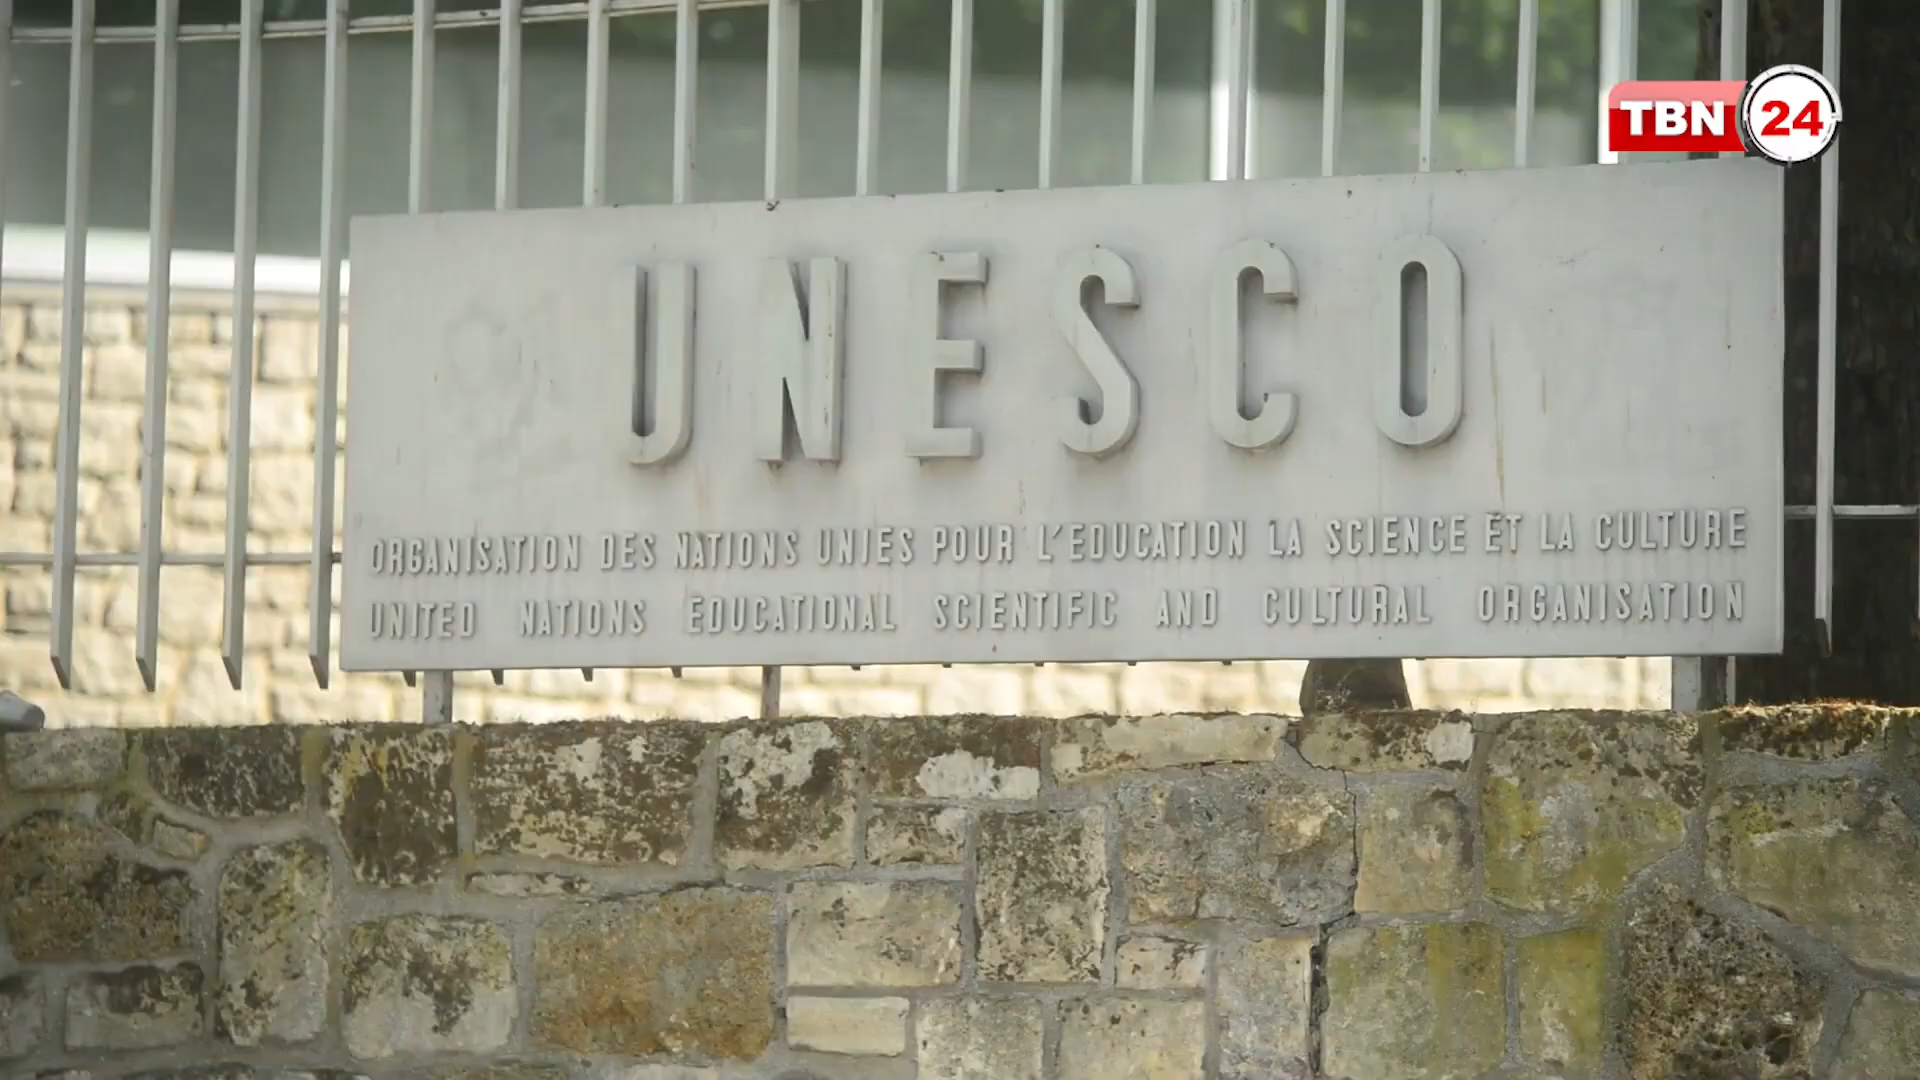 TBN 24
UNESCO
ORGANISATION DES NATIONS UNIES POUR L'EDUCATION LA SCIENCE ET LA CULTURE
UNITED NATIONS EDUCATIONAL SCIENTIFIC AND CULTURAL ORGANISATION